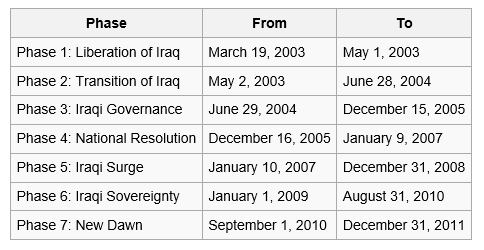 Phase From To
Phase 1: Liberation of Iraq March 19, 2003 May 1, 2003
Phase 2: Transition of Iraq May 2, 2003 June 28, 2004
Phase 3: Iraqi Governance June 29, 2004 December 15, 2005
Phase 4: National Resolution December 16, 2005 January 9, 2007
Phase 5: Iraqi Surge January 10, 2007 December 31, 2008
Phase 6: Iraqi Sovereignty January 1, 2009 August 31, 2010
Phase 7: New Dawn September 1, 2010 December 31, 2011